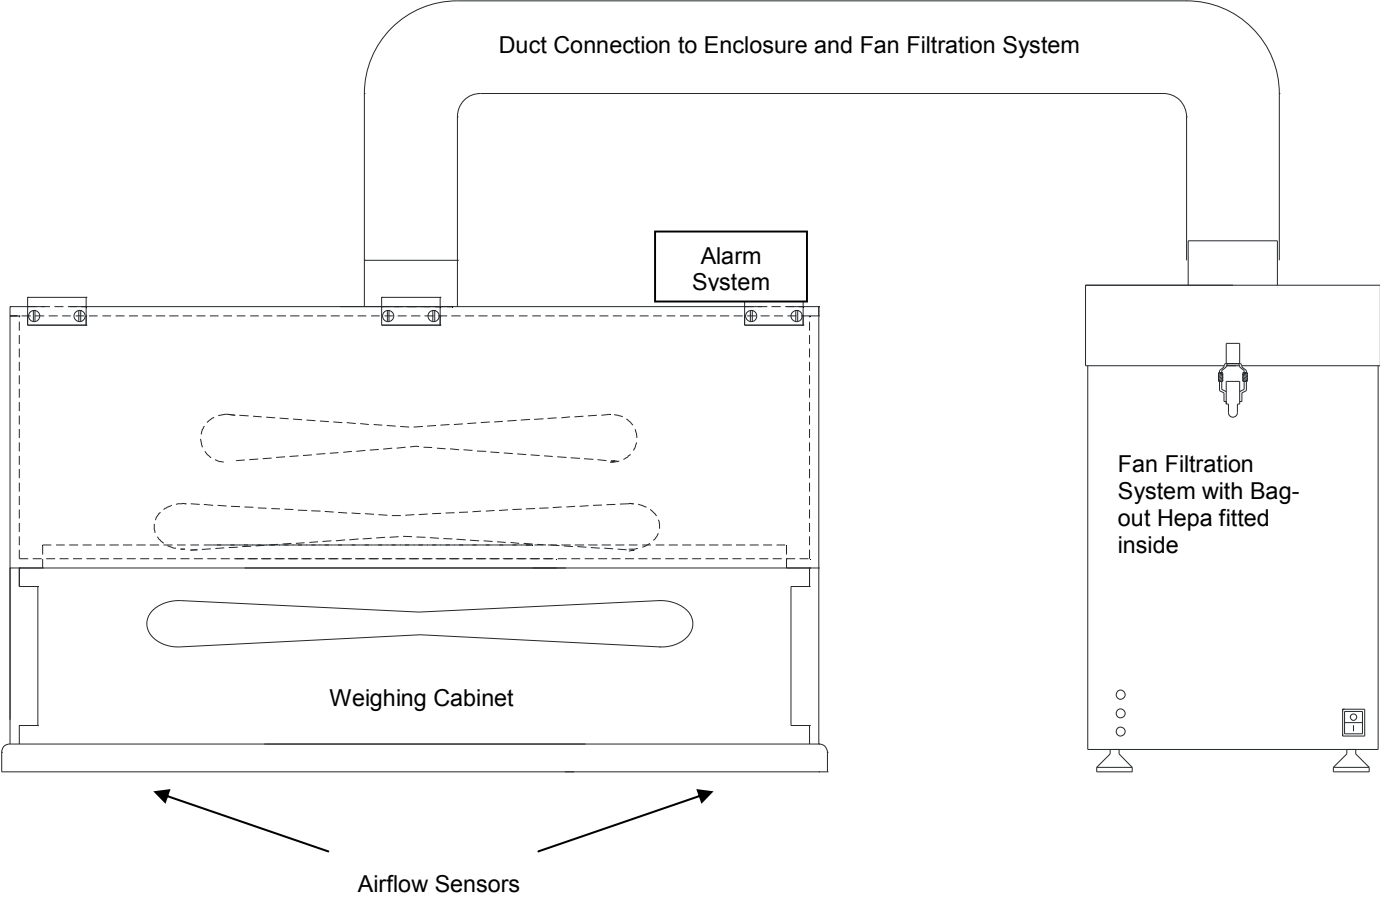 Duct Connection to Enclosure and Fan Filtration System
Alarm
System
Fan Filtration
System with Bag-
out Hepa fitted
inside
Weighing Cabinet
Airflow Sensors